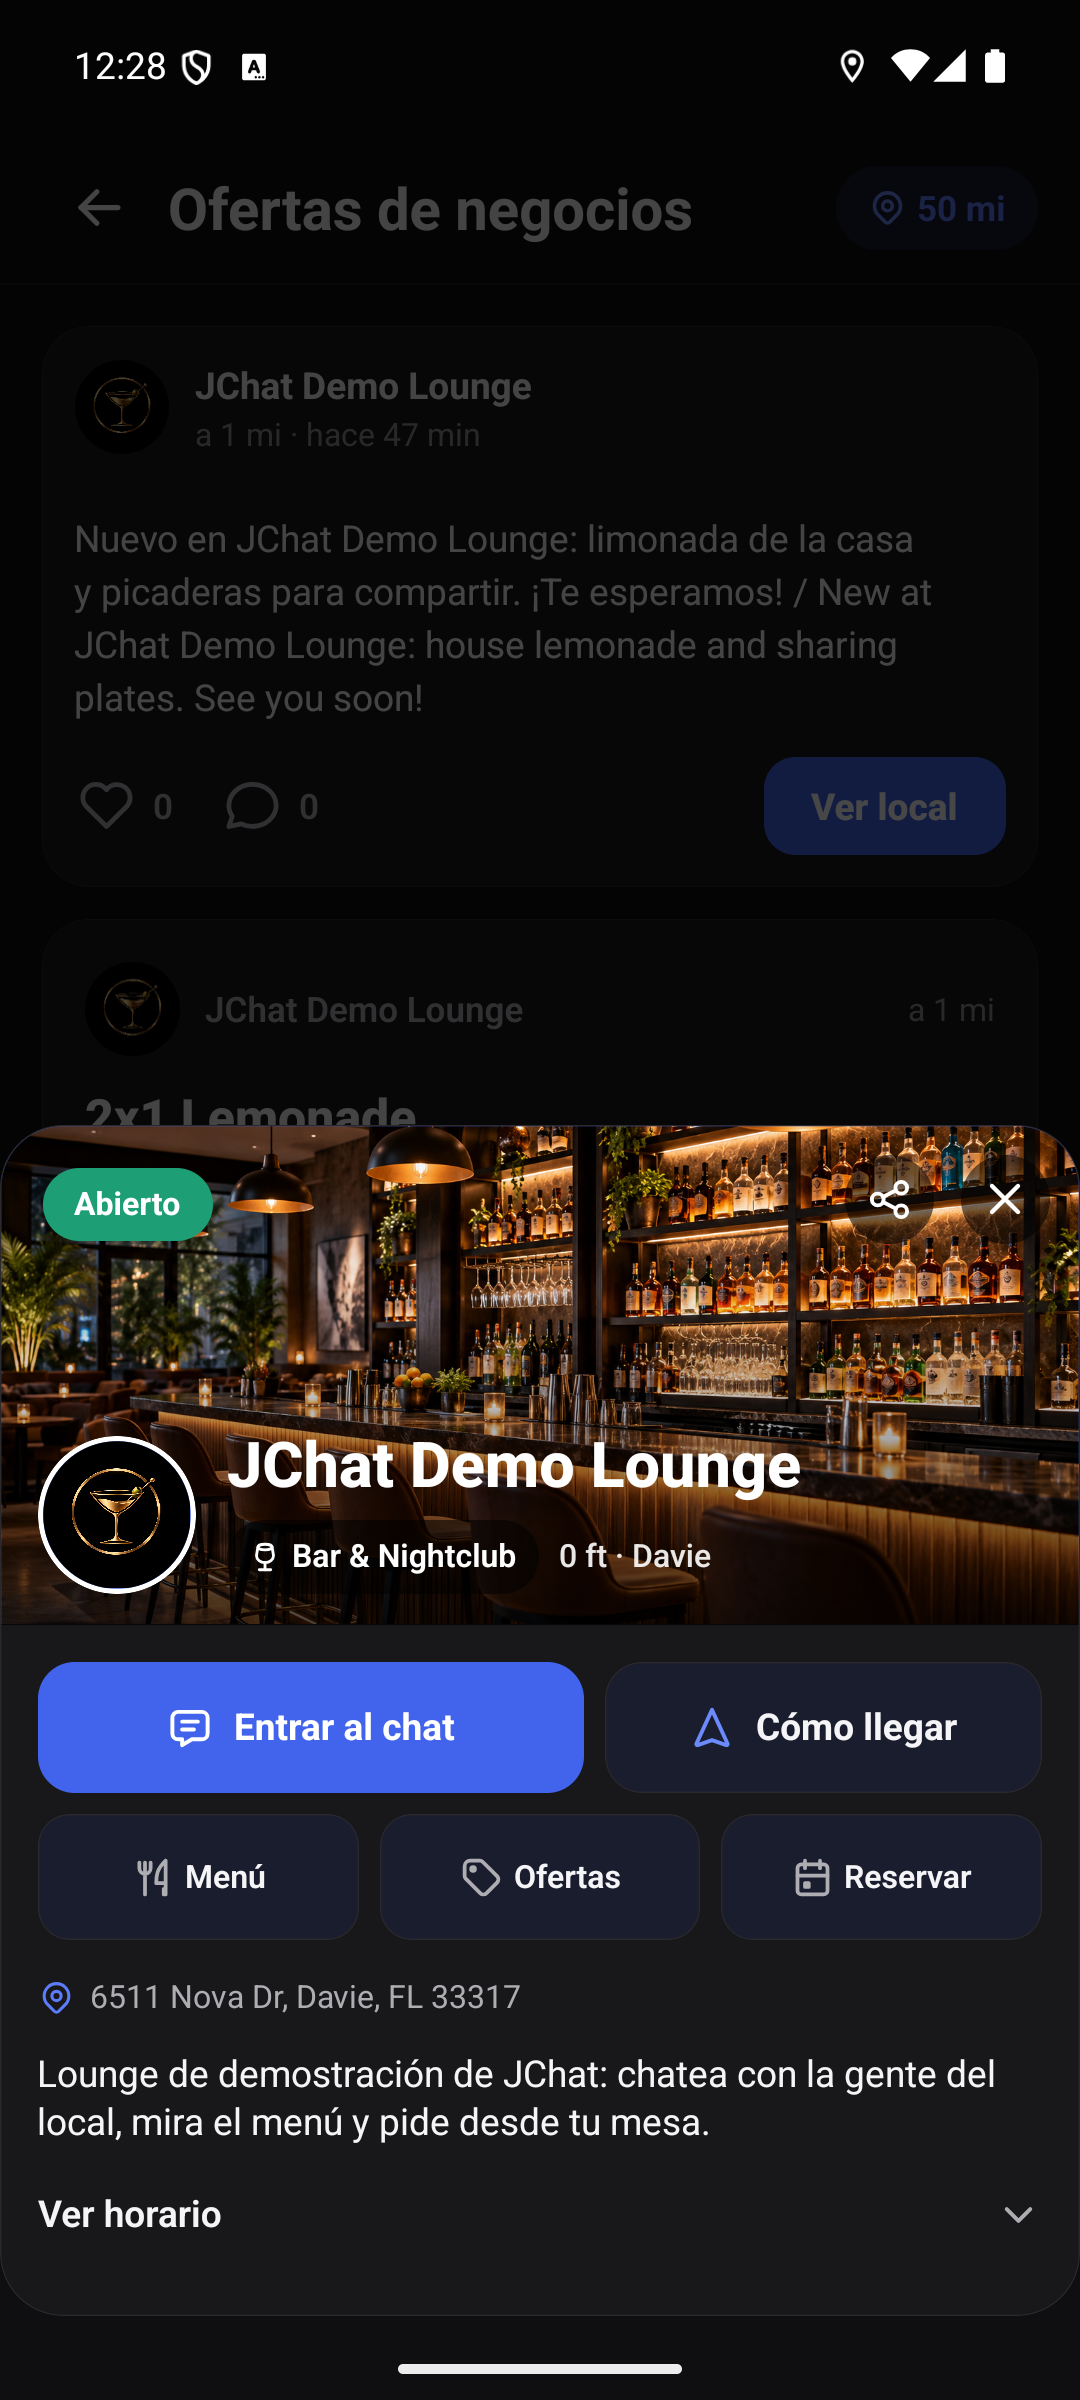 12:28
Ofertas de negocios
50 mi
JChat Demo Lounge
a 1 mi · hace 47 min
Nuevo en JChat Demo Lounge: limonada de la casa
y picaderas para compartir. ¡Te esperamos! / New at
JChat Demo Lounge: house lemonade and sharing
plates. See you soon!
0
0
Ver local
JChat Demo Lounge
a 1 mi
2x1 Lemonade
Abierto
JChat Demo Lounge
Bar & Nightclub
0 ft · Davie
Entrar al chat
Cómo llegar
Menú
Ofertas
Reservar
6511 Nova Dr, Davie, FL 33317
Lounge de demostración de JChat: chatea con la gente del
local, mira el menú y pide desde tu mesa.
Ver horario